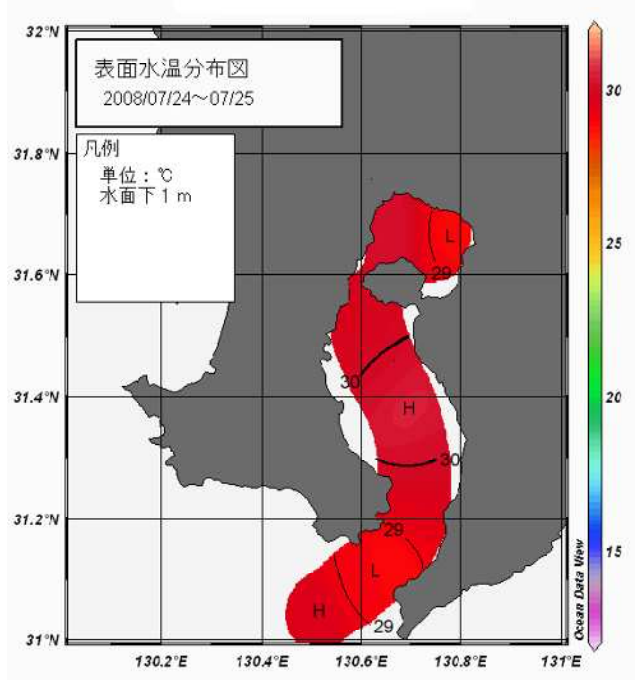 32°N
表面水温分布図
2008/07/24～07/25
凡例
単位：℃
水面下１ｍ
31.8°N
31.6°N
31.4°N
31.2°N
31°N
L
29
30
H
30
29
L
H
29
130.2°E
130.4°E
130.6°E
130.8°E
131°E
30
25
20
15
Ocean Data View